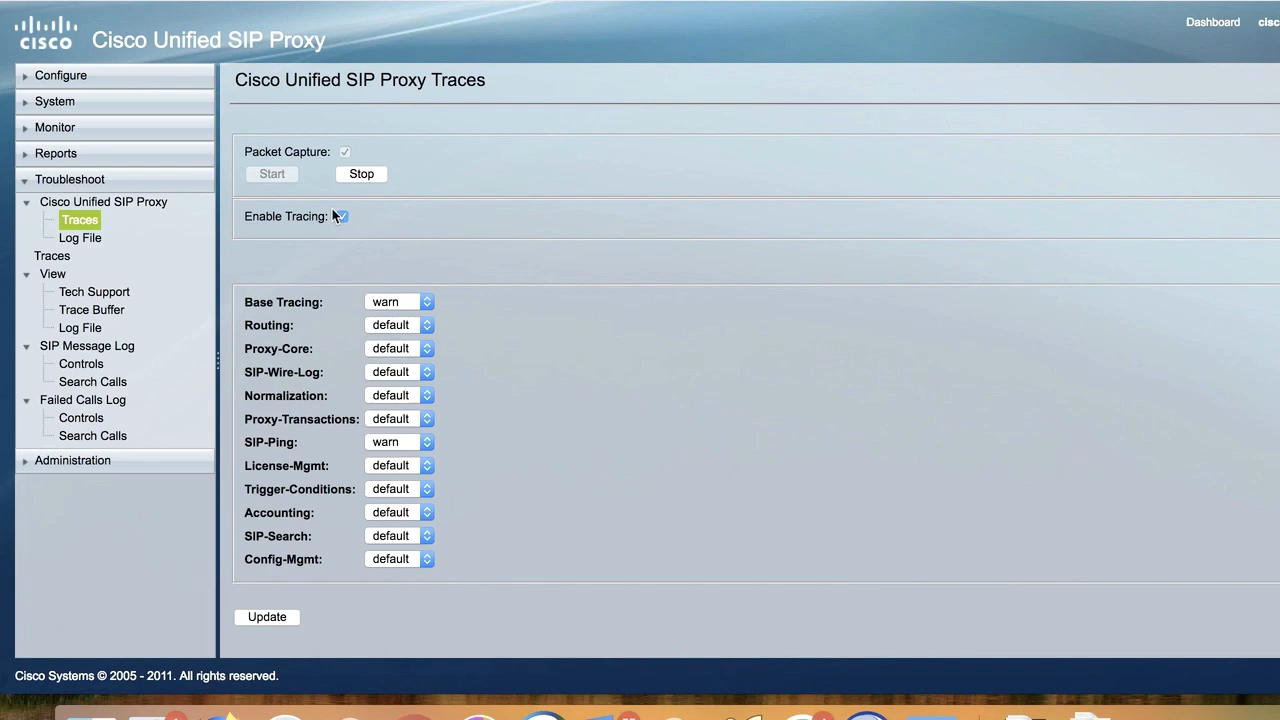 Dashboard
CISCO Cisco Unified SIP Proxy
Configure
System
Monitor
Reports
Troubleshoot
Cisco Unified SIP Proxy
Traces
Log File
Traces
View
Tech Support
Trace Buffer
Log File
SIP Message Log
Controls
Search Calls
Failed Calls Log
Controls
Search Calls
Administration
Cisco Unified SIP Proxy Traces
Packet Capture:
Start Stop
Enable Tracing:
Base Tracing: warn
Routing: default
Proxy-Core: default
SIP-Wire-Log: default
Normalization: default
Proxy-Transactions: default
SIP-Ping: warn
License-Mgmt: default
Trigger-Conditions: default
Accounting: default
SIP-Search: default
Config-Mgmt: default
Update
Cisco Systems © 2005 - 2011. All rights reserved.